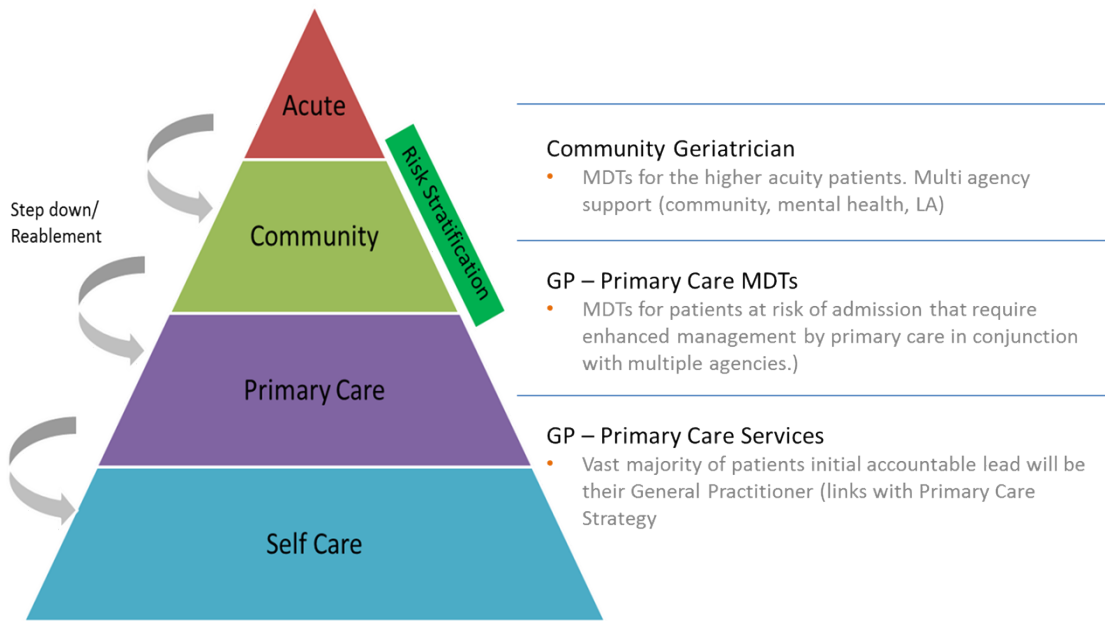 Acute
Risk Stratification
Community
Step down/
Reablement
Primary Care
Self Care
Community Geriatrician
• MDTs for the higher acuity patients. Multi agency
support (community, mental health, LA)
GP – Primary Care MDTs
• MDTs for patients at risk of admission that require
enhanced management by primary care in conjunction
with multiple agencies.)
GP – Primary Care Services
• Vast majority of patients initial accountable lead will be
their General Practitioner (links with Primary Care
Strategy